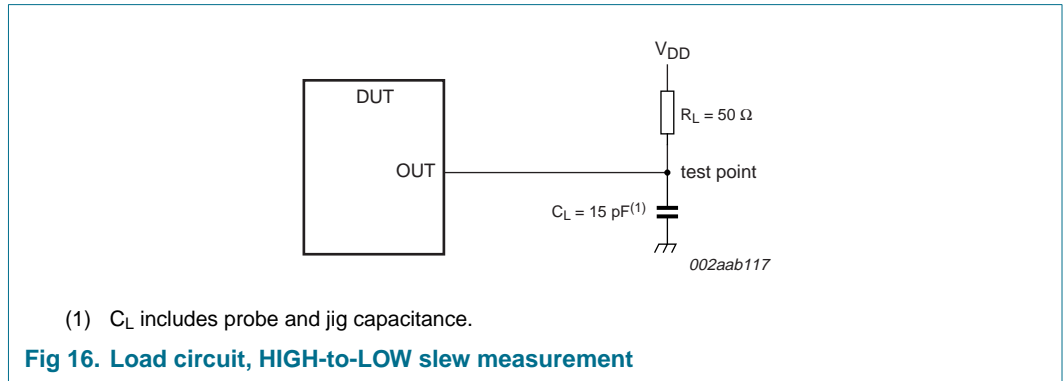 V_DD
DUT
R_L = 50 Ω
OUT
test point
C_L = 15 pF(1)
002aab117
(1) C_L includes probe and jig capacitance.
Fig 16. Load circuit, HIGH-to-LOW slew measurement